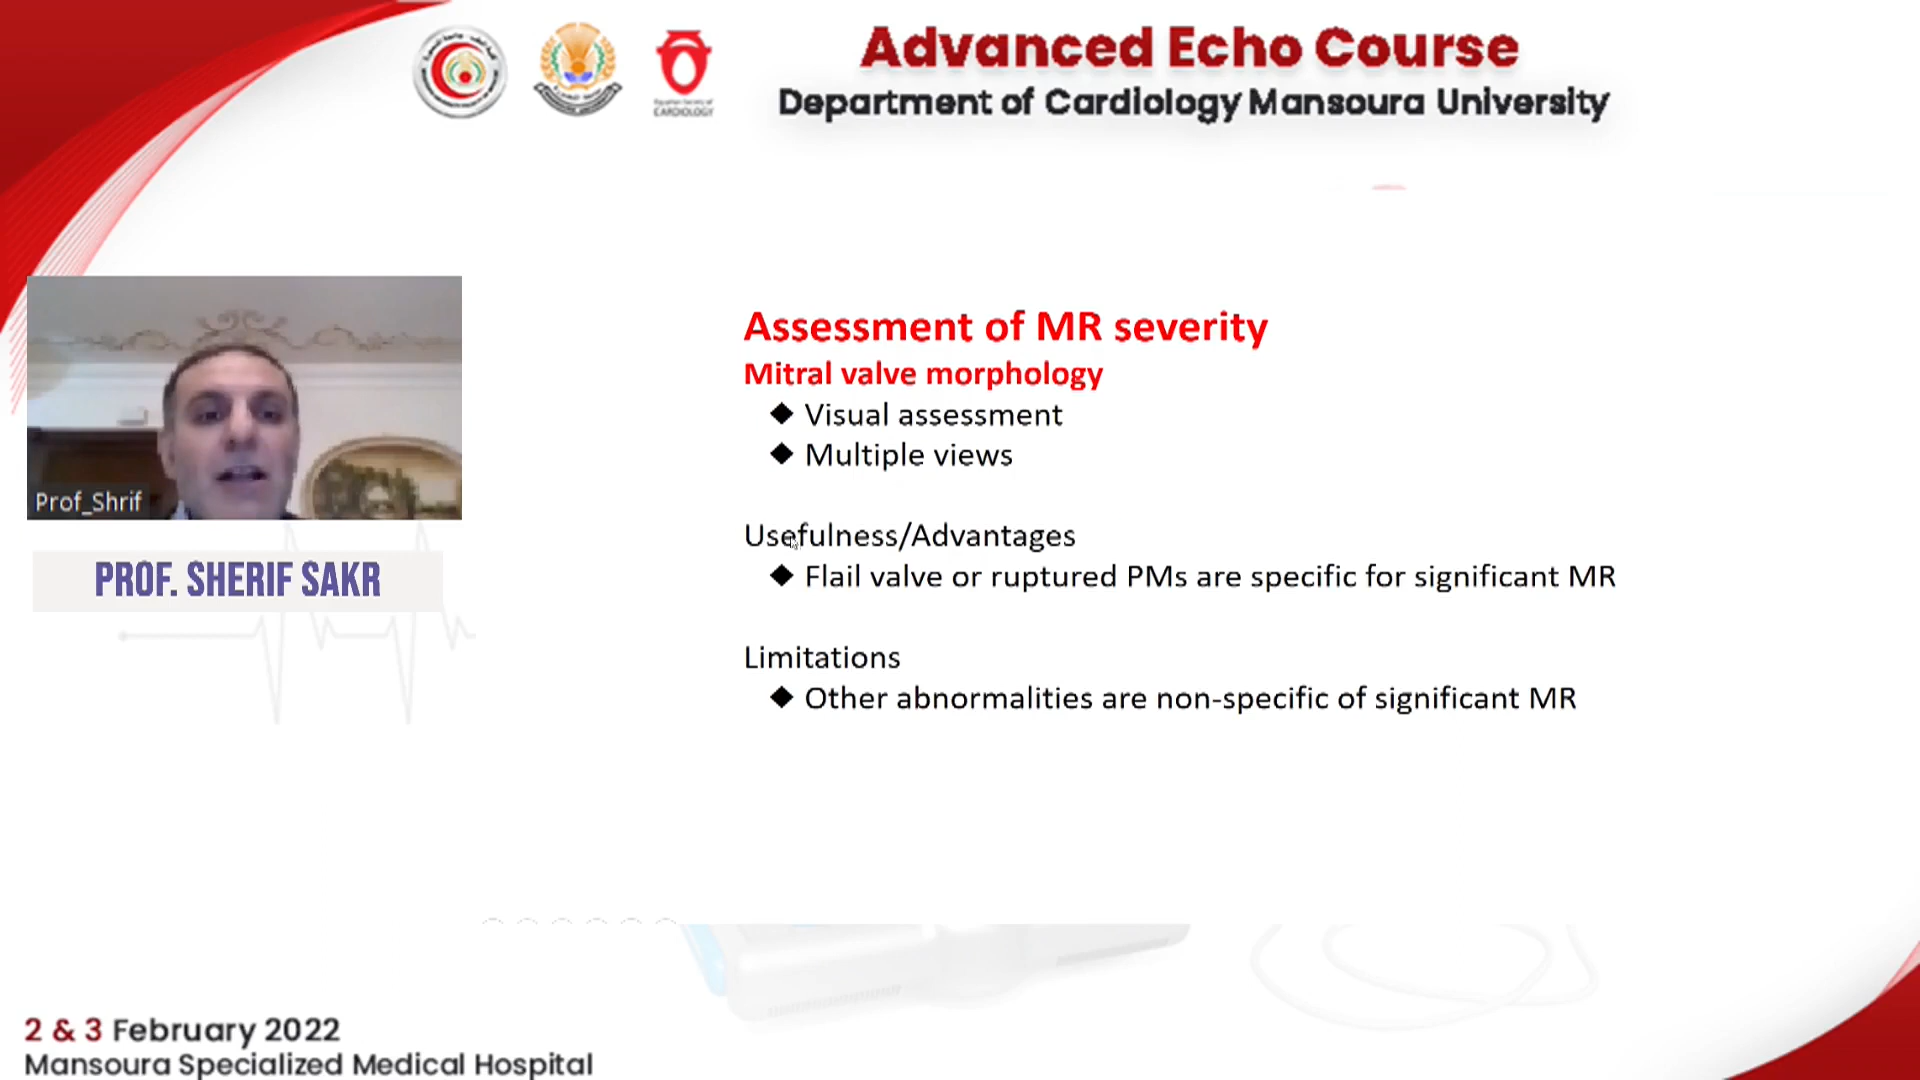 Advanced Echo Course
Department of Cardiology Mansoura University
CARDIOLOGY
Assessment of MR severity
Mitral valve morphology
◆ Visual assessment
◆ Multiple views
Usefulness/Advantages
◆ Flail valve or ruptured PMs are specific for significant MR
Limitations
◆ Other abnormalities are non-specific of significant MR
Prof_Shrif
PROF. SHERIF SAKR
2 & 3 February 2022
Mansoura Specialized Medical Hospital